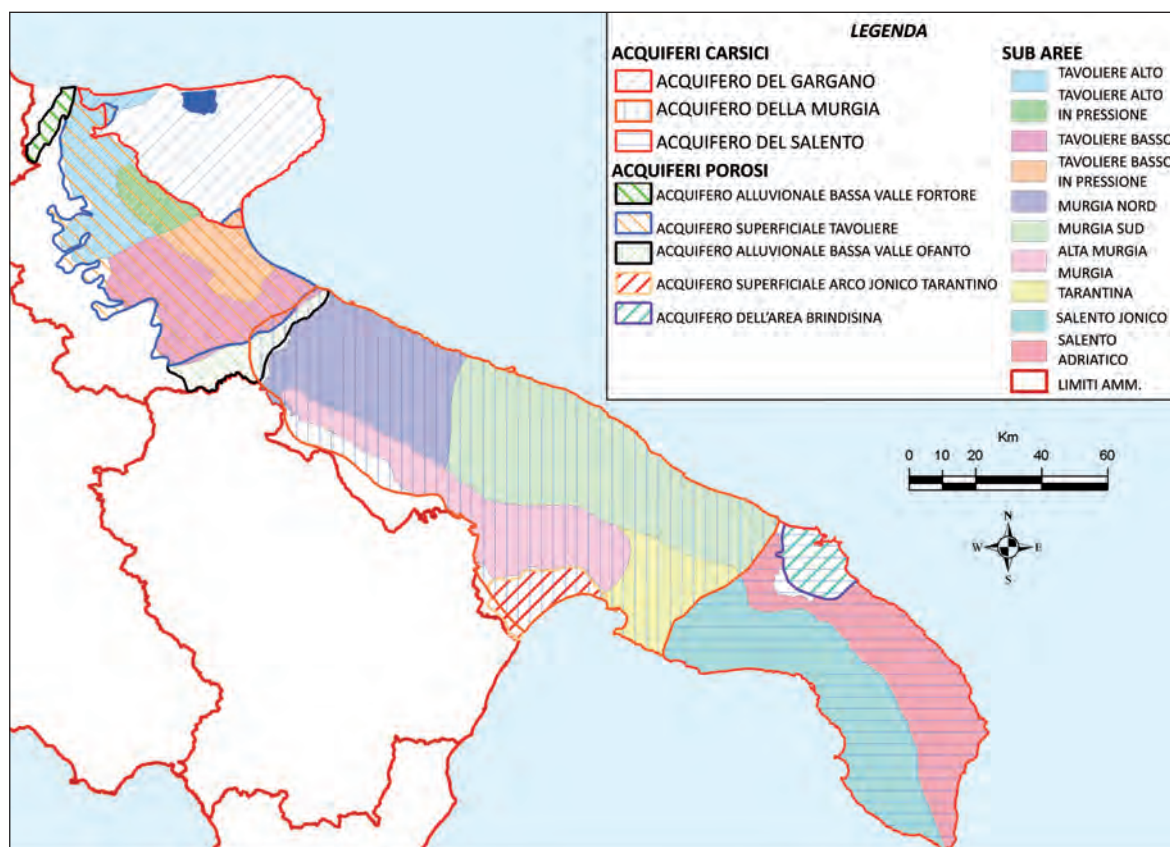 LEGENDA
ACQUIFERI CARSICI
ACQUIFERO DEL GARGANO
ACQUIFERO DELLA MURGIA
ACQUIFERO DEL SALENTO
ACQUIFERI POROSI
ACQUIFERO ALLUVIONALE BASSA VALLE FORTORE
ACQUIFERO SUPERFICIALE TAVOLIERE
ACQUIFERO ALLUVIONALE BASSA VALLE OFANTO
ACQUIFERO SUPERFICIALE ARCO JONICO TARANTINO
ACQUIFERO DELL'AREA BRINDISINA
SUB AREE
TAVOLIERE ALTO
TAVOLIERE ALTO
IN PRESSIONE
TAVOLIERE BASSO
TAVOLIERE BASSO
IN PRESSIONE
MURGIA NORD
MURGIA SUD
ALTA MURGIA
MURGIA
TARANTINA
SALENTO JONICO
SALENTO
ADRIATICO
LIMITI AMM.
Km
0 10 20 40 60
N
W E
S